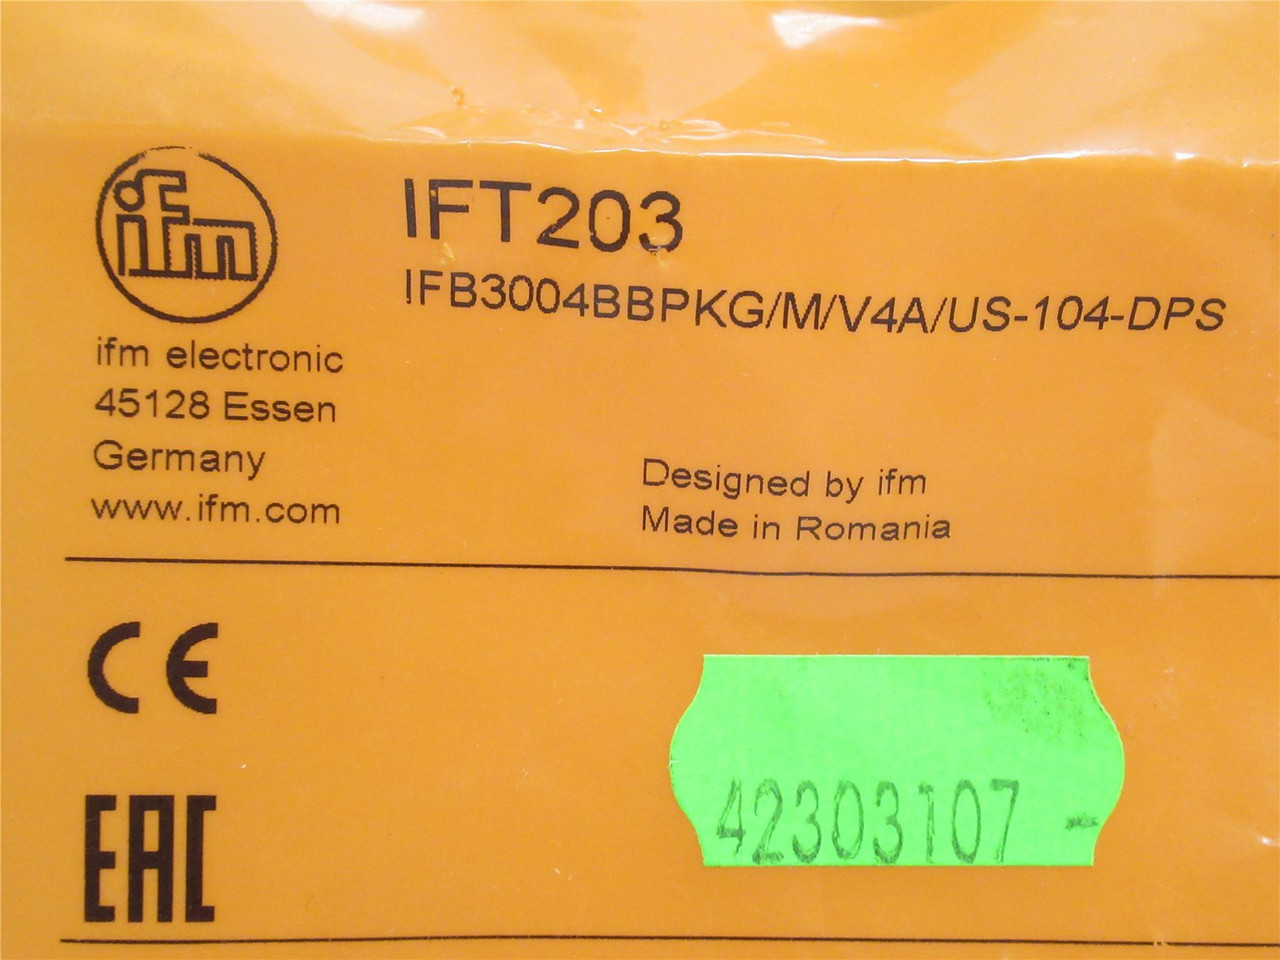 ifm
IFT203
IFB3004BBPKG/M/V4A/US-104-DPS
ifm electronic
45128 Essen
Germany
www.ifm.com
Designed by ifm
Made in Romania
CE
EAC
42303107 -